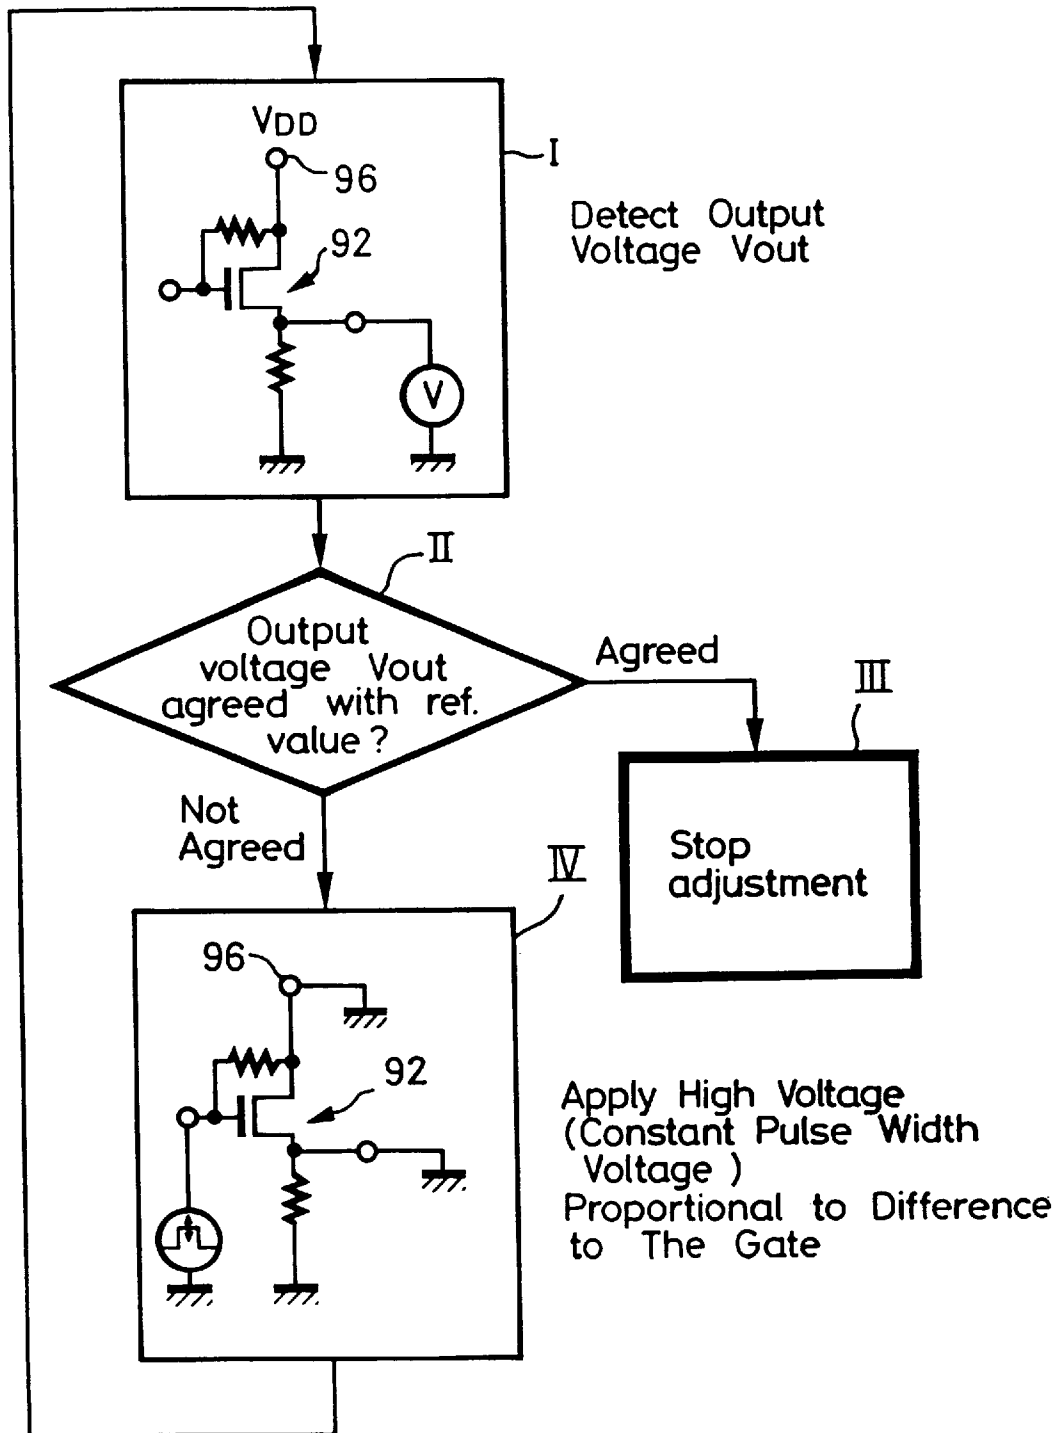 VDD
96
I
92
Detect Output
Voltage Vout
V
II
Output
voltage Vout
agreed with ref.
value?
Agreed
III
Not
Agreed
Stop
adjustment
IV
96
92
Apply High Voltage
(Constant Pulse Width
Voltage)
Proportional to Difference
to The Gate